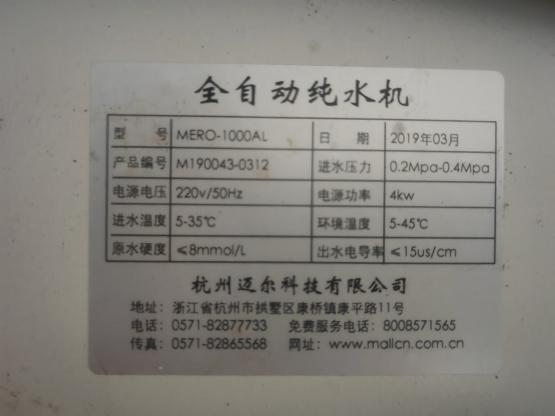 全自动纯水机
型 号 MERO-1000AL 日 期 2019年03月
产品编号 M190043-0312 进水压力 0.2Mpa-0.4Mpa
电源电压 220v/50Hz 电源功率 4kw
进水温度 5-35℃ 环境温度 5-45℃
原水硬度 ≤8mmol/L 出水电导率 ≤15us/cm
杭州迈尔科技有限公司
地址：浙江省杭州市拱墅区康桥镇康平路11号
电话：0571-82877733 免费服务电话：8008571565
传真：0571-82865568 网址：www.mallcn.com.cn